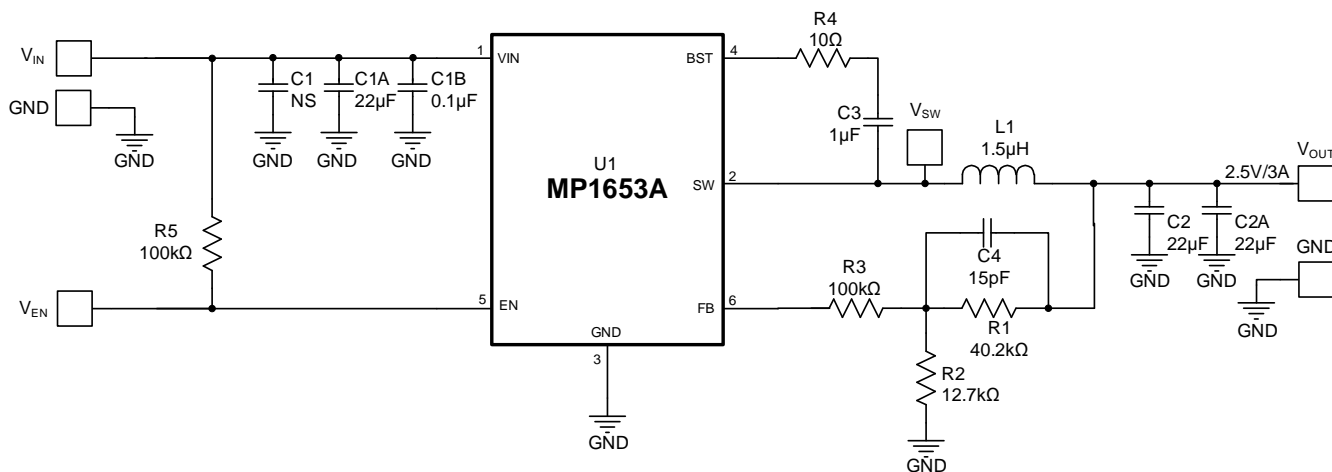 R4
10Ω
V_IN
1
VIN
BST
4
C1
NS
C1A
22µF
C1B
0.1µF
GND
GND
GND
GND
GND
C3
1µF
V_SW
L1
1.5µH
U1
MP1653A
SW
2
V_OUT
2.5V/3A
R5
100kΩ
C2
22µF
C2A
22µF
GND
GND
GND
C4
15pF
R3
100kΩ
V_EN
5
EN
FB
6
GND
R1
40.2kΩ
GND
3
R2
12.7kΩ
GND
GND